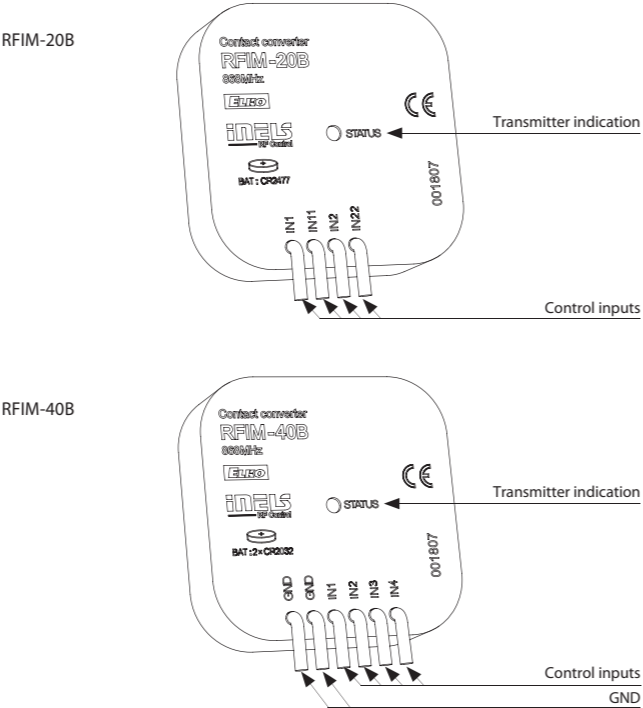 RFIM-20B
Contact converter
RFIM-20B
868MHz
ELKO
iNELS
RF Control
BAT : CR2477
STATUS
CE
001807
Transmitter indication
IN1
IN11
IN2
IN22
Control inputs
RFIM-40B
Contact converter
RFIM-40B
868MHz
ELKO
iNELS
RF Control
BAT :2×CR2032
STATUS
CE
001807
Transmitter indication
GND
GND
IN1
IN2
IN3
IN4
Control inputs
GND